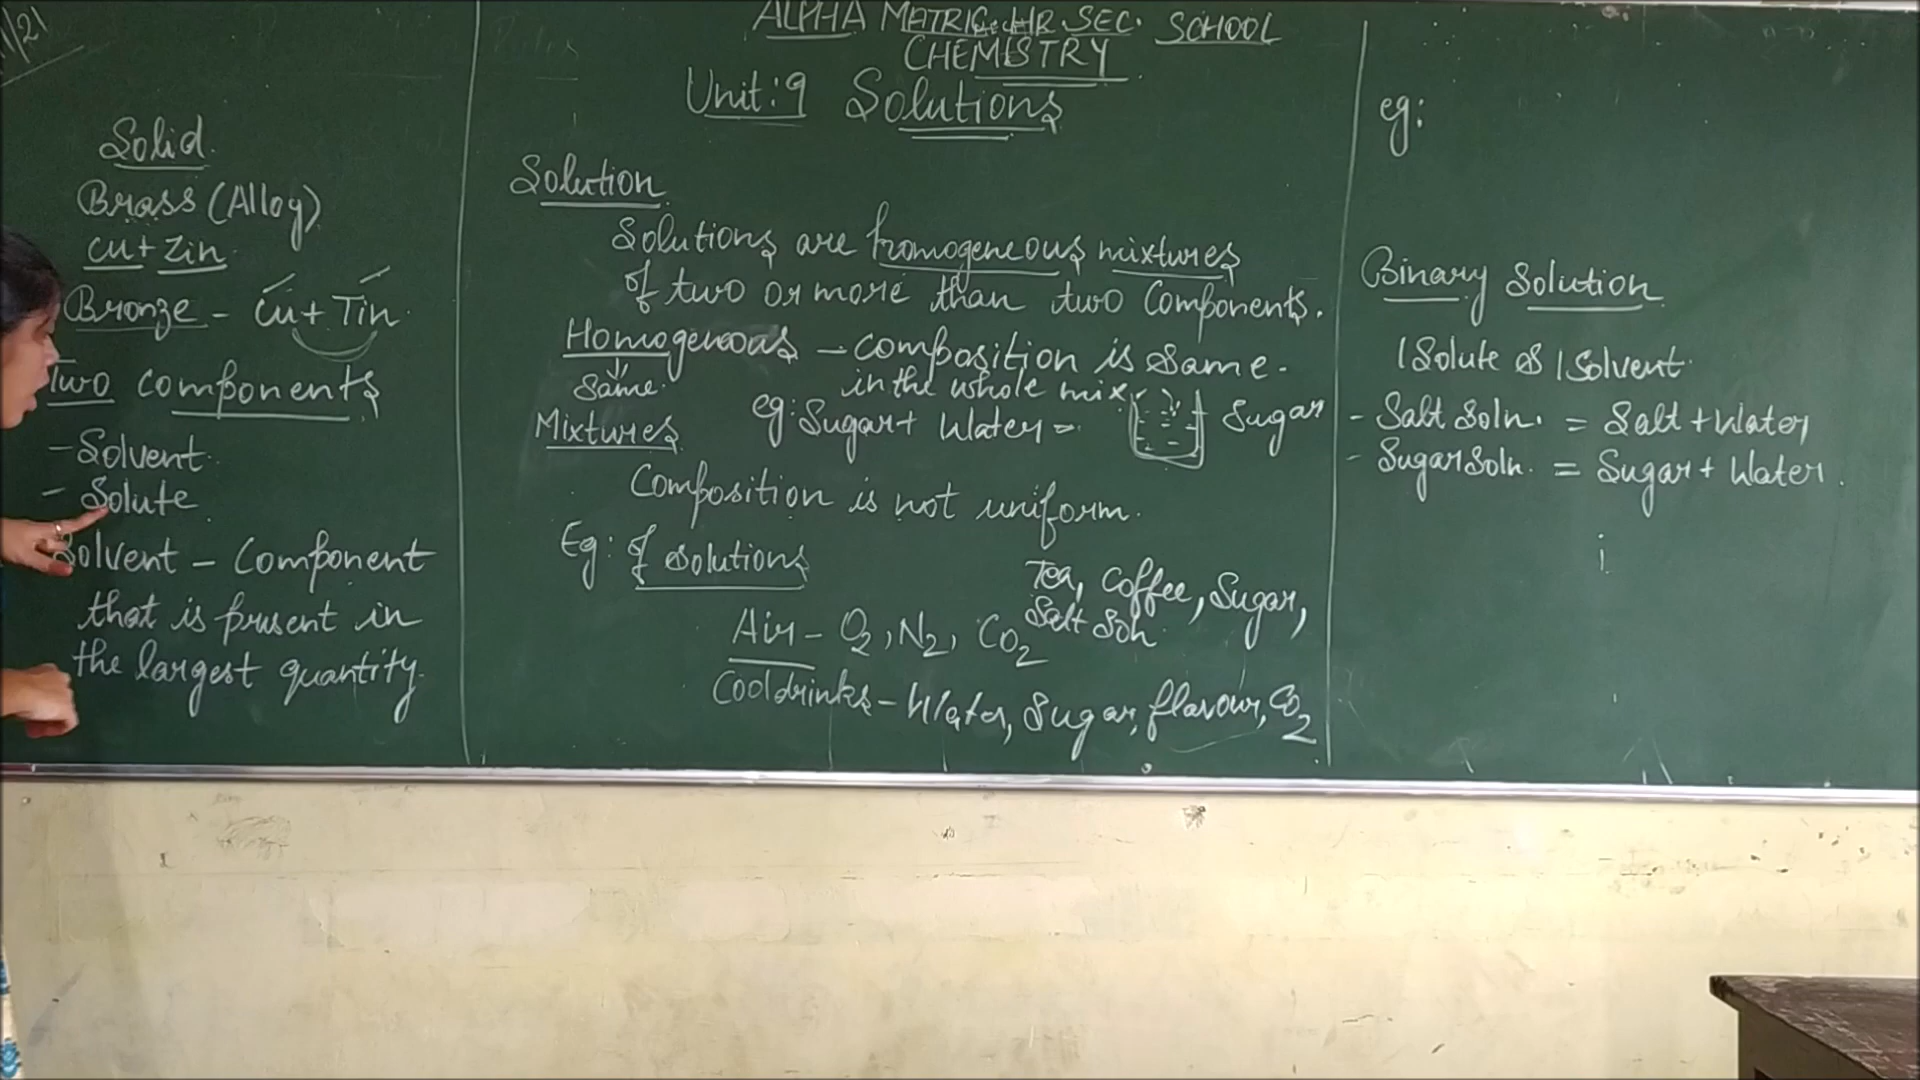 1/21
ALPHA MATRIC. HR. SEC. SCHOOL
CHEMISTRY
Unit: 9 Solutions
Solid.
Brass (Alloy)
Cu + Zin.
Bronze - Cu + Tin.
Two components
- Solvent.
- Solute
Solvent - Component
that is present in
the largest quantity.
Solution
Solutions are homogeneous mixtures
of two or more than two Components.
Homogeneous - composition is same.
same.
in the whole mix.
Mixtures
eg: Sugar + Water =
Sugar
Composition is not uniform.
Eg: of solutions
Tea, Coffee, Sugar,
Salt Soln.
Air - O2, N2, CO2
Cooldrinks - Water, Sugar, flavour, CO2
eg:
Binary Solution
1 Solute & 1 Solvent.
- Salt Soln. = Salt + Water
- Sugar Soln. = Sugar + Water.